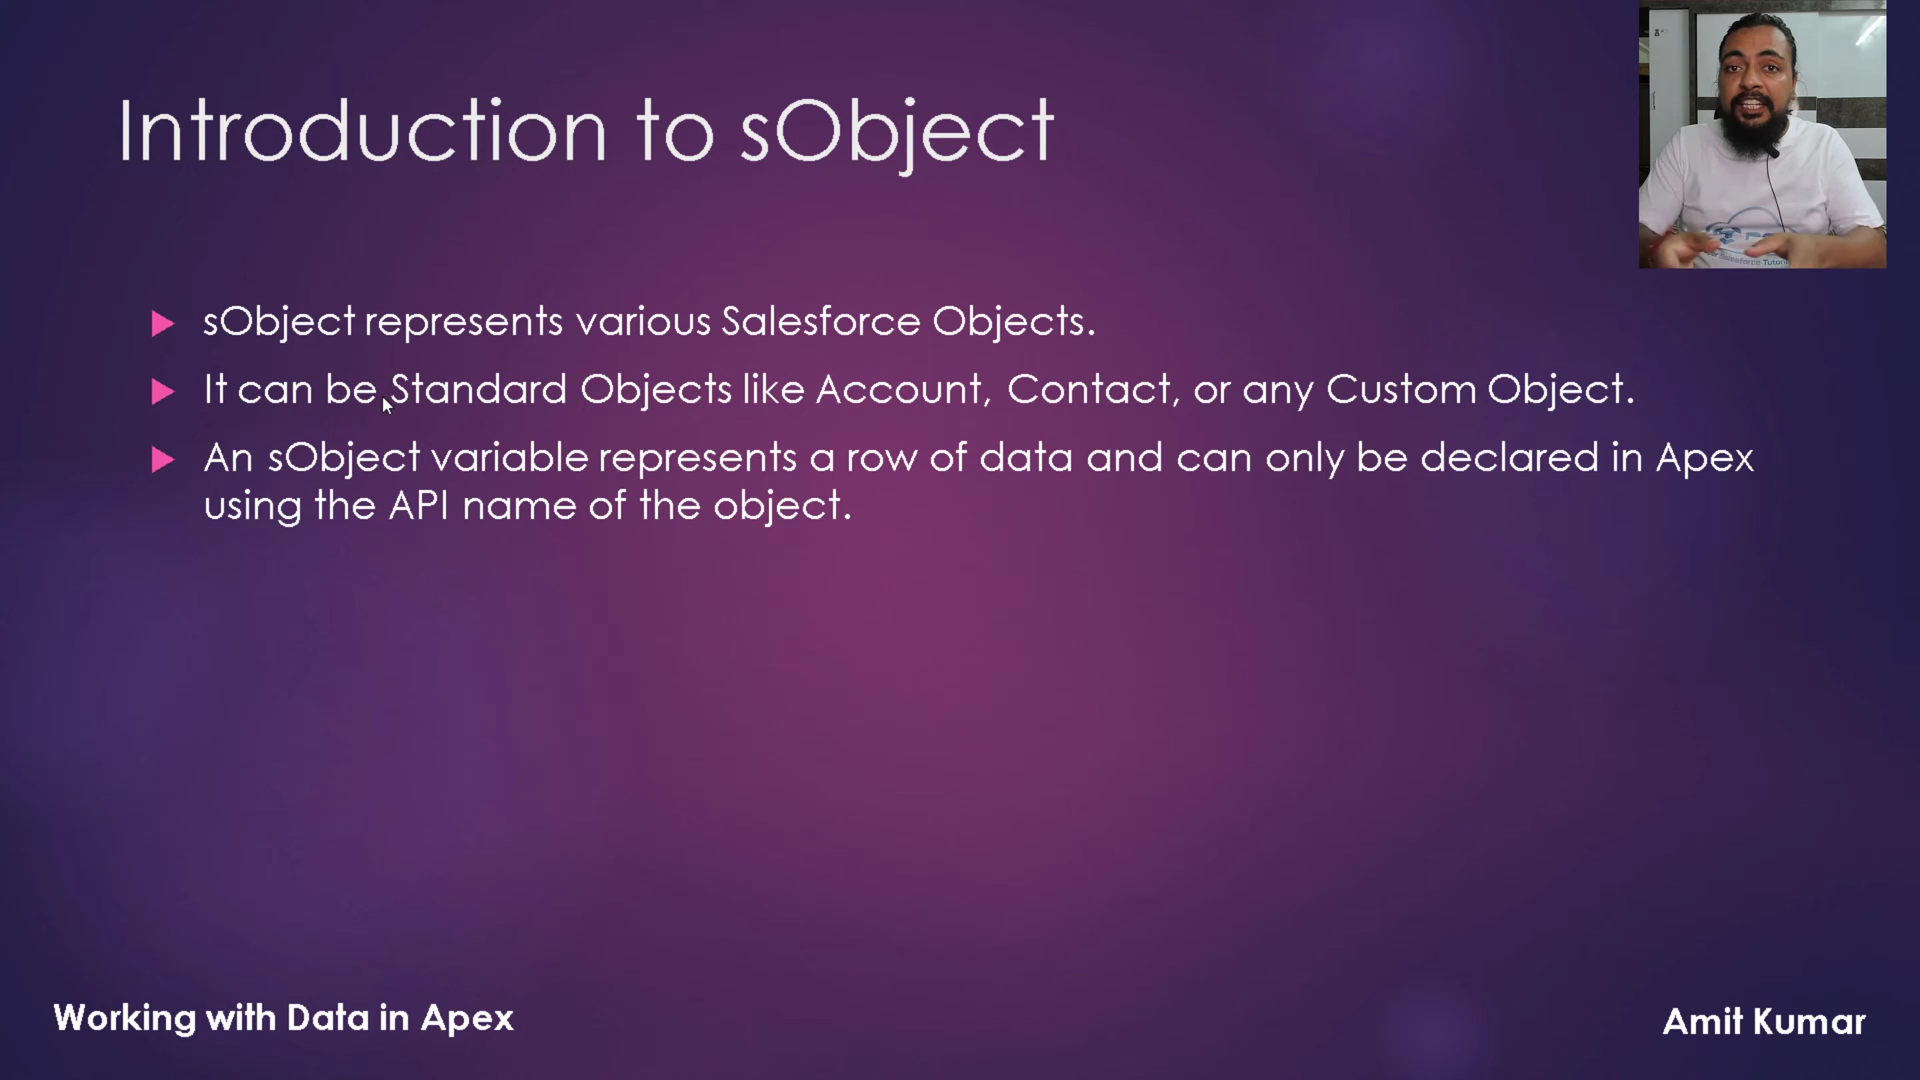 Introduction to sObject
sObject represents various Salesforce Objects.
It can be Standard Objects like Account, Contact, or any Custom Object.
An sObject variable represents a row of data and can only be declared in Apex
using the API name of the object.
Working with Data in Apex
Amit Kumar